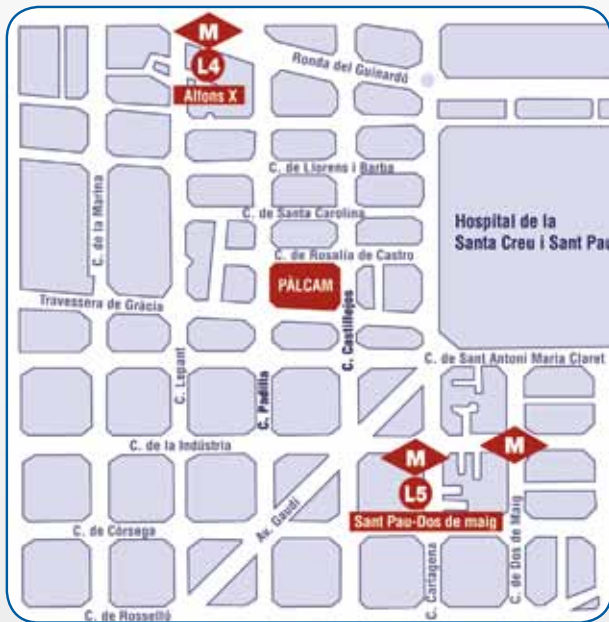 M
L4
Alfons X
Ronda del Guinardó
C. de Llorens i Barba
C. de la Marina
C. de Santa Carolina
Hospital de la
Santa Creu i Sant Pau
C. de Rosalía de Castro
PÀLCAM
Travessera de Gràcia
C. Castillejos
C. de Sant Antoni Maria Claret
C. Lepant
C. Padilla
C. de la Indústria
M
M
L5
Sant Pau-Dos de maig
Av. Gaudí
C. de Còrsega
C. Cartagena
C. de Dos de Maig
C. de Rosselló